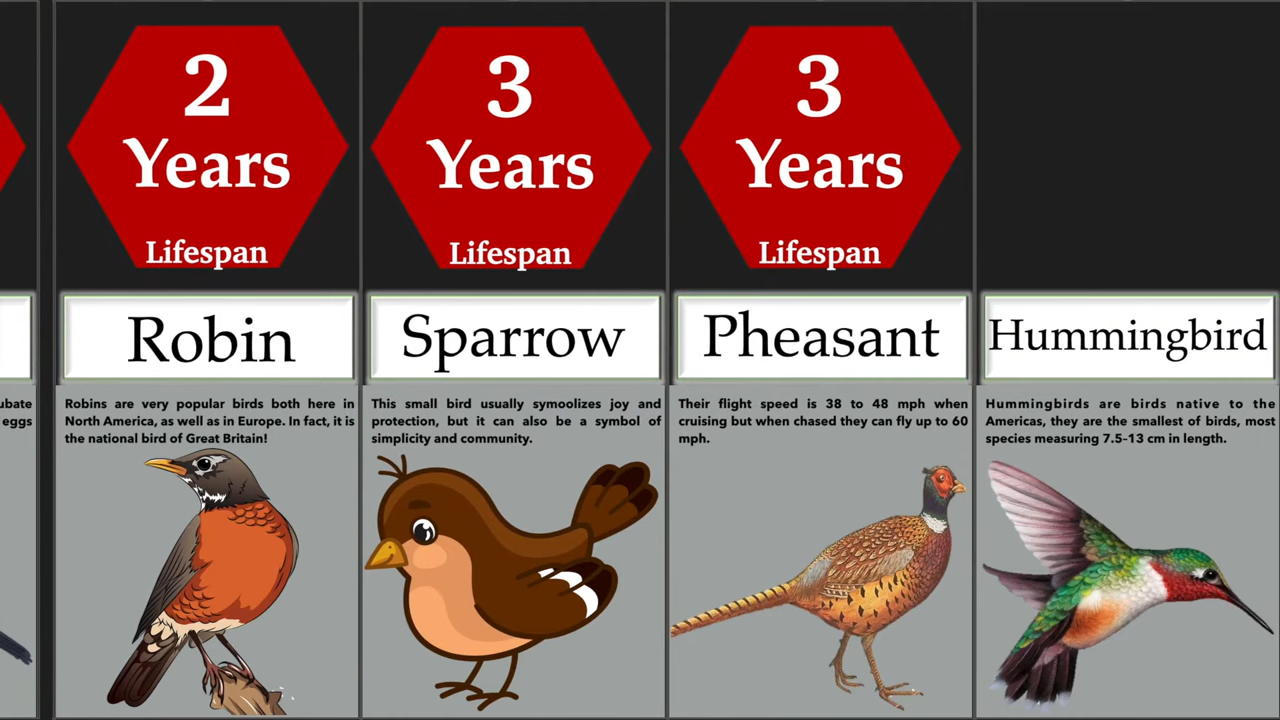 2
Years
Lifespan
3
Years
Lifespan
3
Years
Lifespan
Robin
Sparrow
Pheasant
Hummingbird
ubate
eggs
Robins are very popular birds both here in
North America, as well as in Europe. In fact, it is
the national bird of Great Britain!
This small bird usually symoolizes joy and
protection, but it can also be a symbol of
simplicity and community.
Their flight speed is 38 to 48 mph when
cruising but when chased they can fly up to 60
mph.
Hummingbirds are birds native to the
Americas, they are the smallest of birds, most
species measuring 7.5–13 cm in length.